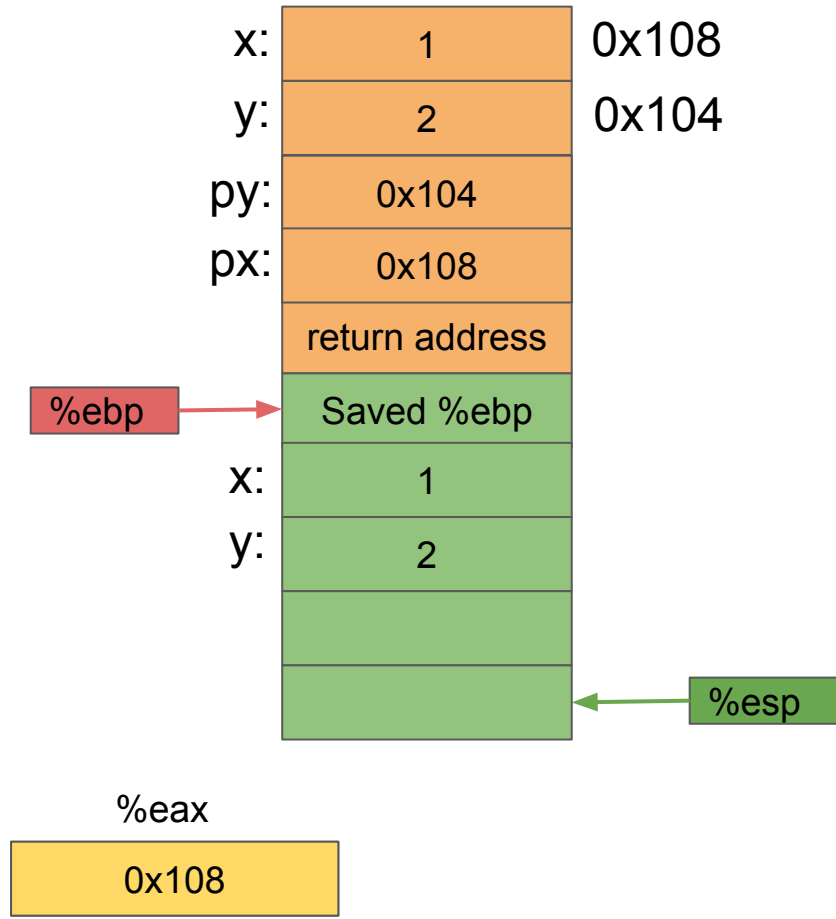 x: 1 0x108
y: 2 0x104
py: 0x104
px: 0x108
return address
%ebp Saved %ebp
x: 1
y: 2
%esp
%eax
0x108